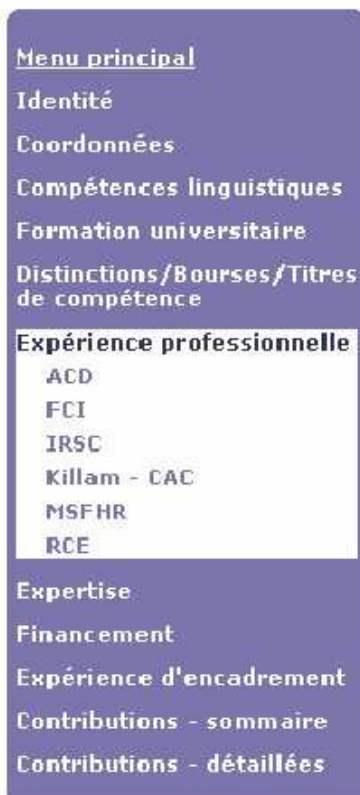 Menu principal
Identité
Coordonnées
Compétences linguistiques
Formation universitaire
Distinctions/Bourses/Titres
de compétence
Expérience professionnelle
ACD
FCI
IRSC
Killam - CAC
MSFHR
RCE
Expertise
Financement
Expérience d'encadrement
Contributions - sommaire
Contributions - détaillées